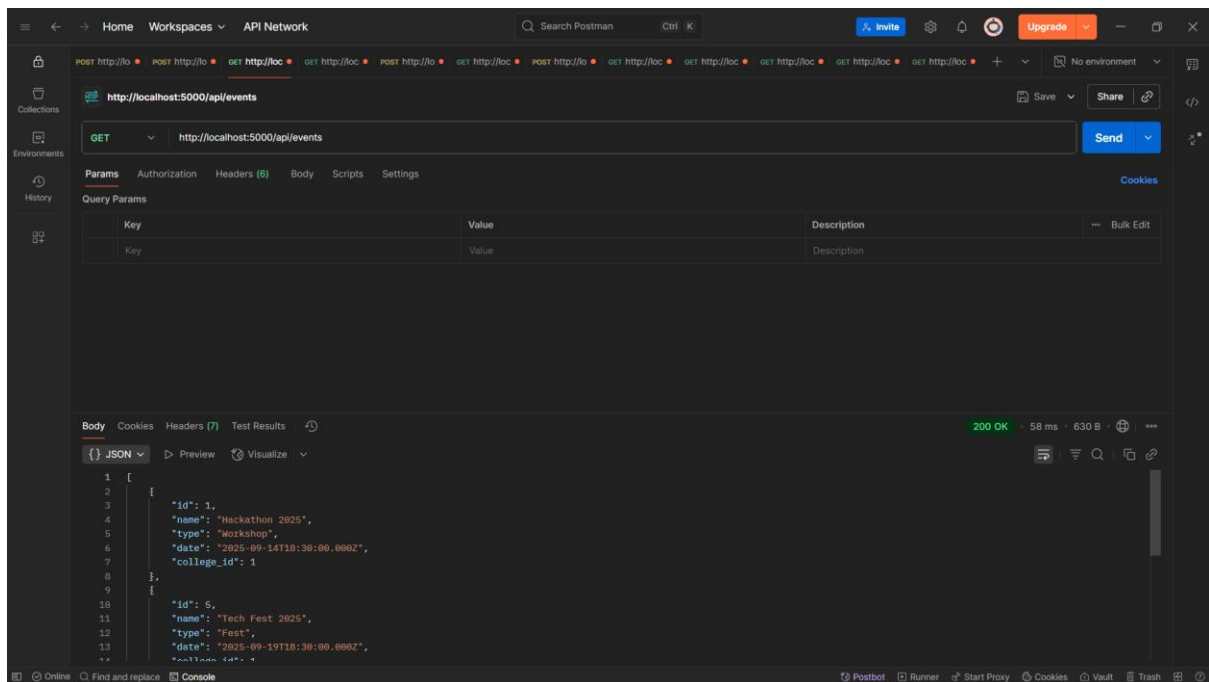 Home Workspaces API Network Search Postman Ctrl K Invite Upgrade
POST http://lo POST http://lo GET http://loc GET http://loc POST http://lo GET http://loc POST http://lo GET http://loc GET http://loc GET http://loc GET http://loc GET http://loc No environment
http://localhost:5000/api/events Save Share
Collections
GET http://localhost:5000/api/events Send
Environments
Params Authorization Headers (6) Body Scripts Settings Cookies
History
Query Params
Key Value Description Bulk Edit
Key Value Description
Body Cookies Headers (7) Test Results 200 OK 58 ms 630 B
{} JSON Preview Visualize
1 [
2 {
3 "id": 1,
4 "name": "Hackathon 2025",
5 "type": "Workshop",
6 "date": "2025-09-14T18:30:00.000Z",
7 "college_id": 1
8 },
9 {
10 "id": 5,
11 "name": "Tech Fest 2025",
12 "type": "Fest",
13 "date": "2025-09-19T18:30:00.000Z",
14 "college_id": 1
Online Find and replace Console Postbot Runner Start Proxy Cookies Vault Trash